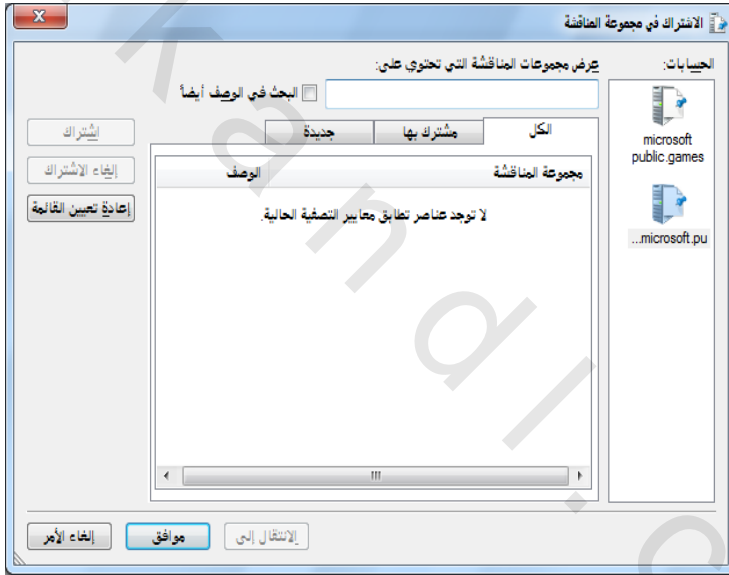 الاشتراك في مجموعة المناقشة
الحسابات:
microsoft
public.games
...microsoft.pu
عرض مجموعات المناقشة التي تحتوي على:
البحث في الوصف أيضاً
الكل
مشترك بها
جديدة
مجموعة المناقشة
الوصف
لا توجد عناصر تطابق معايير التصفية الحالية.
اشتراك
إلغاء الاشتراك
إعادة تعيين القائمة
الانتقال إلى
موافق
إلغاء الأمر
k a n d l . c